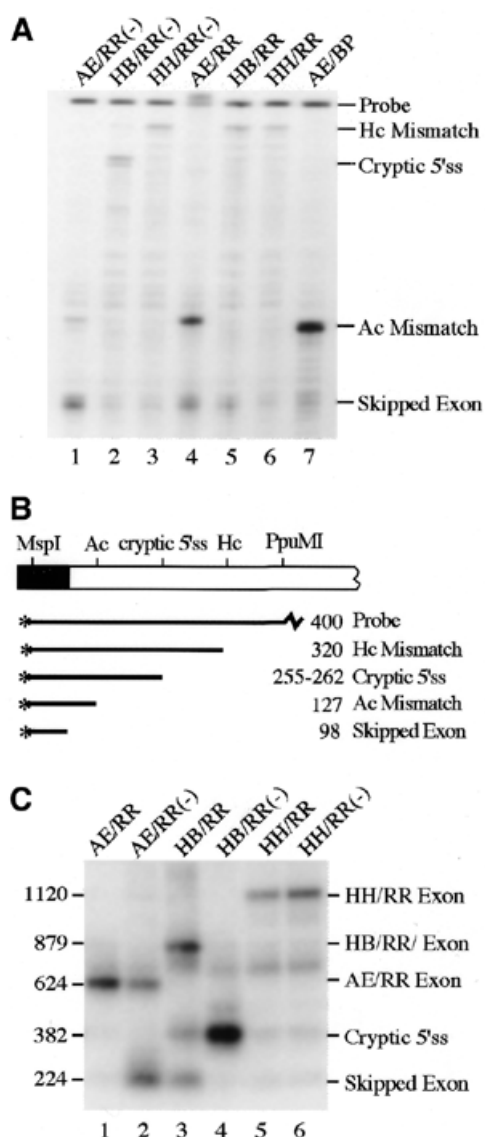 A
AE/RR(-) HB/RR(-) HH/RR(-) AE/RR HB/RR HH/RR AE/BP
Probe
Hc Mismatch
Cryptic 5'ss
Ac Mismatch
Skipped Exon
1 2 3 4 5 6 7
B
MspI Ac cryptic 5'ss Hc PpuMI
* 400 Probe
* 320 Hc Mismatch
* 255-262 Cryptic 5'ss
* 127 Ac Mismatch
* 98 Skipped Exon
C
AE/RR AE/RR(-) HB/RR HB/RR(-) HH/RR HH/RR(-)
1120 HH/RR Exon
879 HB/RR/ Exon
624 AE/RR Exon
382 Cryptic 5'ss
224 Skipped Exon
1 2 3 4 5 6